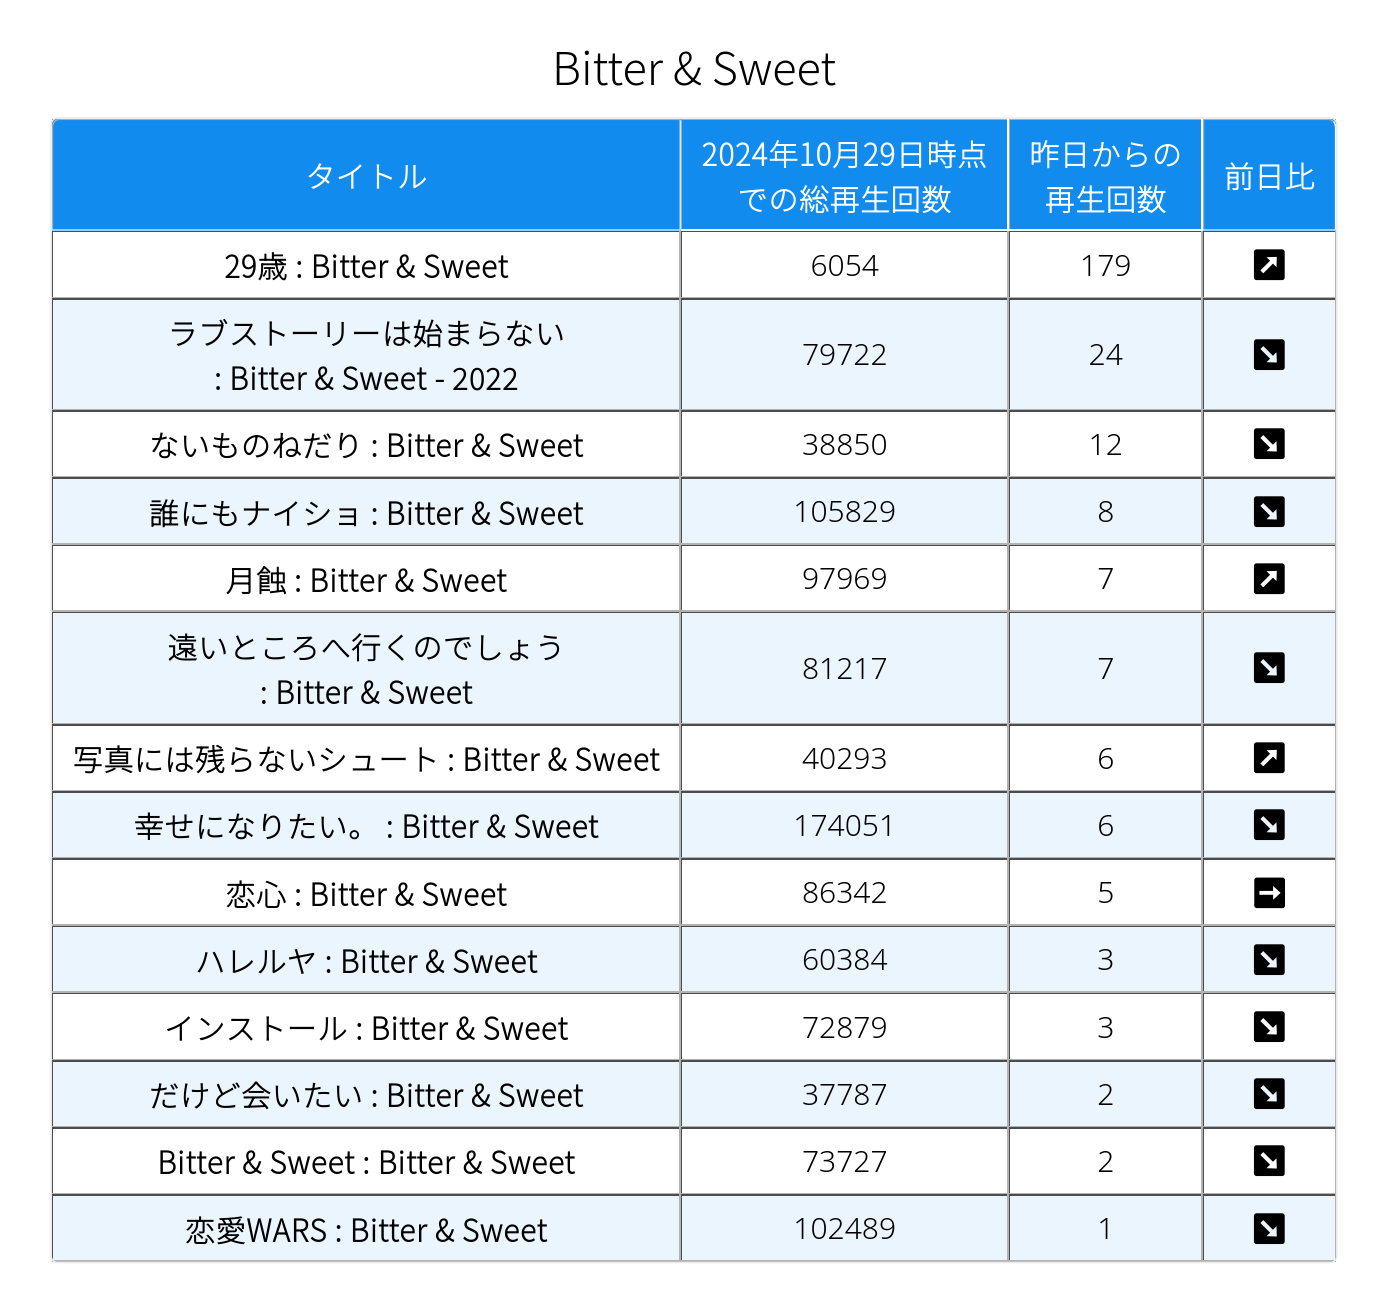 Bitter & Sweet
タイトル
2024年10月29日時点
での総再生回数
昨日からの
再生回数
前日比
29歳 : Bitter & Sweet
6054
179
↗
ラブストーリーは始まらない
: Bitter & Sweet - 2022
79722
24
↘
ないものねだり : Bitter & Sweet
38850
12
↘
誰にもナイショ : Bitter & Sweet
105829
8
↘
月蝕 : Bitter & Sweet
97969
7
↗
遠いところへ行くのでしょう
: Bitter & Sweet
81217
7
↘
写真には残らないシュート : Bitter & Sweet
40293
6
↗
幸せになりたい。 : Bitter & Sweet
174051
6
↘
恋心 : Bitter & Sweet
86342
5
→
ハレルヤ : Bitter & Sweet
60384
3
↘
インストール : Bitter & Sweet
72879
3
↘
だけど会いたい : Bitter & Sweet
37787
2
↘
Bitter & Sweet : Bitter & Sweet
73727
2
↘
恋愛WARS : Bitter & Sweet
102489
1
↘